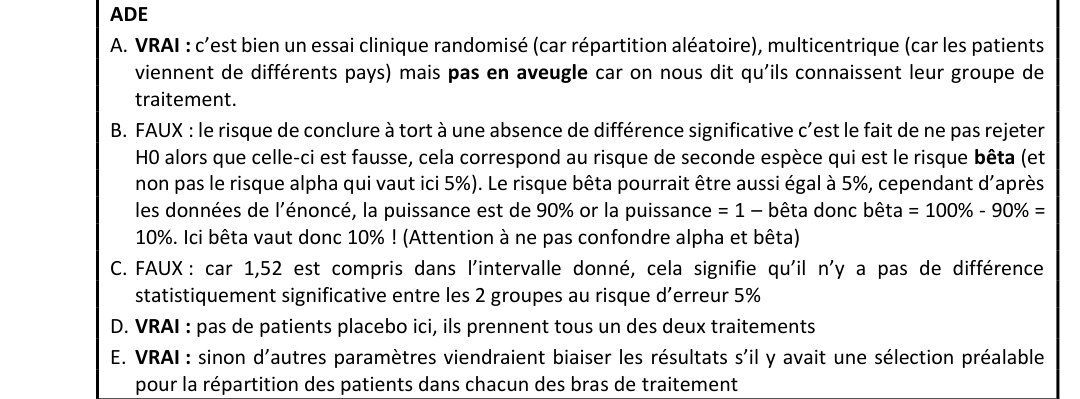 ADE
A. VRAI : c’est bien un essai clinique randomisé (car répartition aléatoire), multicentrique (car les patients
viennent de différents pays) mais pas en aveugle car on nous dit qu’ils connaissent leur groupe de
traitement.
B. FAUX : le risque de conclure à tort à une absence de différence significative c’est le fait de ne pas rejeter
H0 alors que celle-ci est fausse, cela correspond au risque de seconde espèce qui est le risque bêta (et
non pas le risque alpha qui vaut ici 5%). Le risque bêta pourrait être aussi égal à 5%, cependant d’après
les données de l’énoncé, la puissance est de 90% or la puissance = 1 – bêta donc bêta = 100% - 90% =
10%. Ici bêta vaut donc 10% ! (Attention à ne pas confondre alpha et bêta)
C. FAUX : car 1,52 est compris dans l’intervalle donné, cela signifie qu’il n’y a pas de différence
statistiquement significative entre les 2 groupes au risque d’erreur 5%
D. VRAI : pas de patients placebo ici, ils prennent tous un des deux traitements
E. VRAI : sinon d’autres paramètres viendraient biaiser les résultats s’il y avait une sélection préalable
pour la répartition des patients dans chacun des bras de traitement